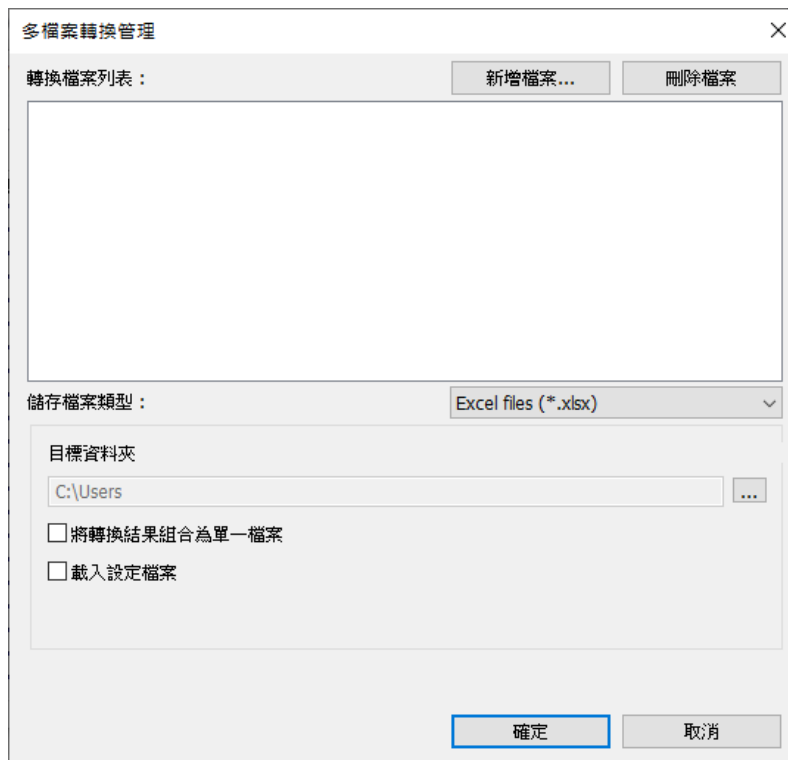 多檔案轉換管理
轉換檔案列表：
新增檔案...
刪除檔案
儲存檔案類型：
Excel files (*.xlsx)
目標資料夾
C:\Users
...
將轉換結果組合為單一檔案
載入設定檔案
確定
取消